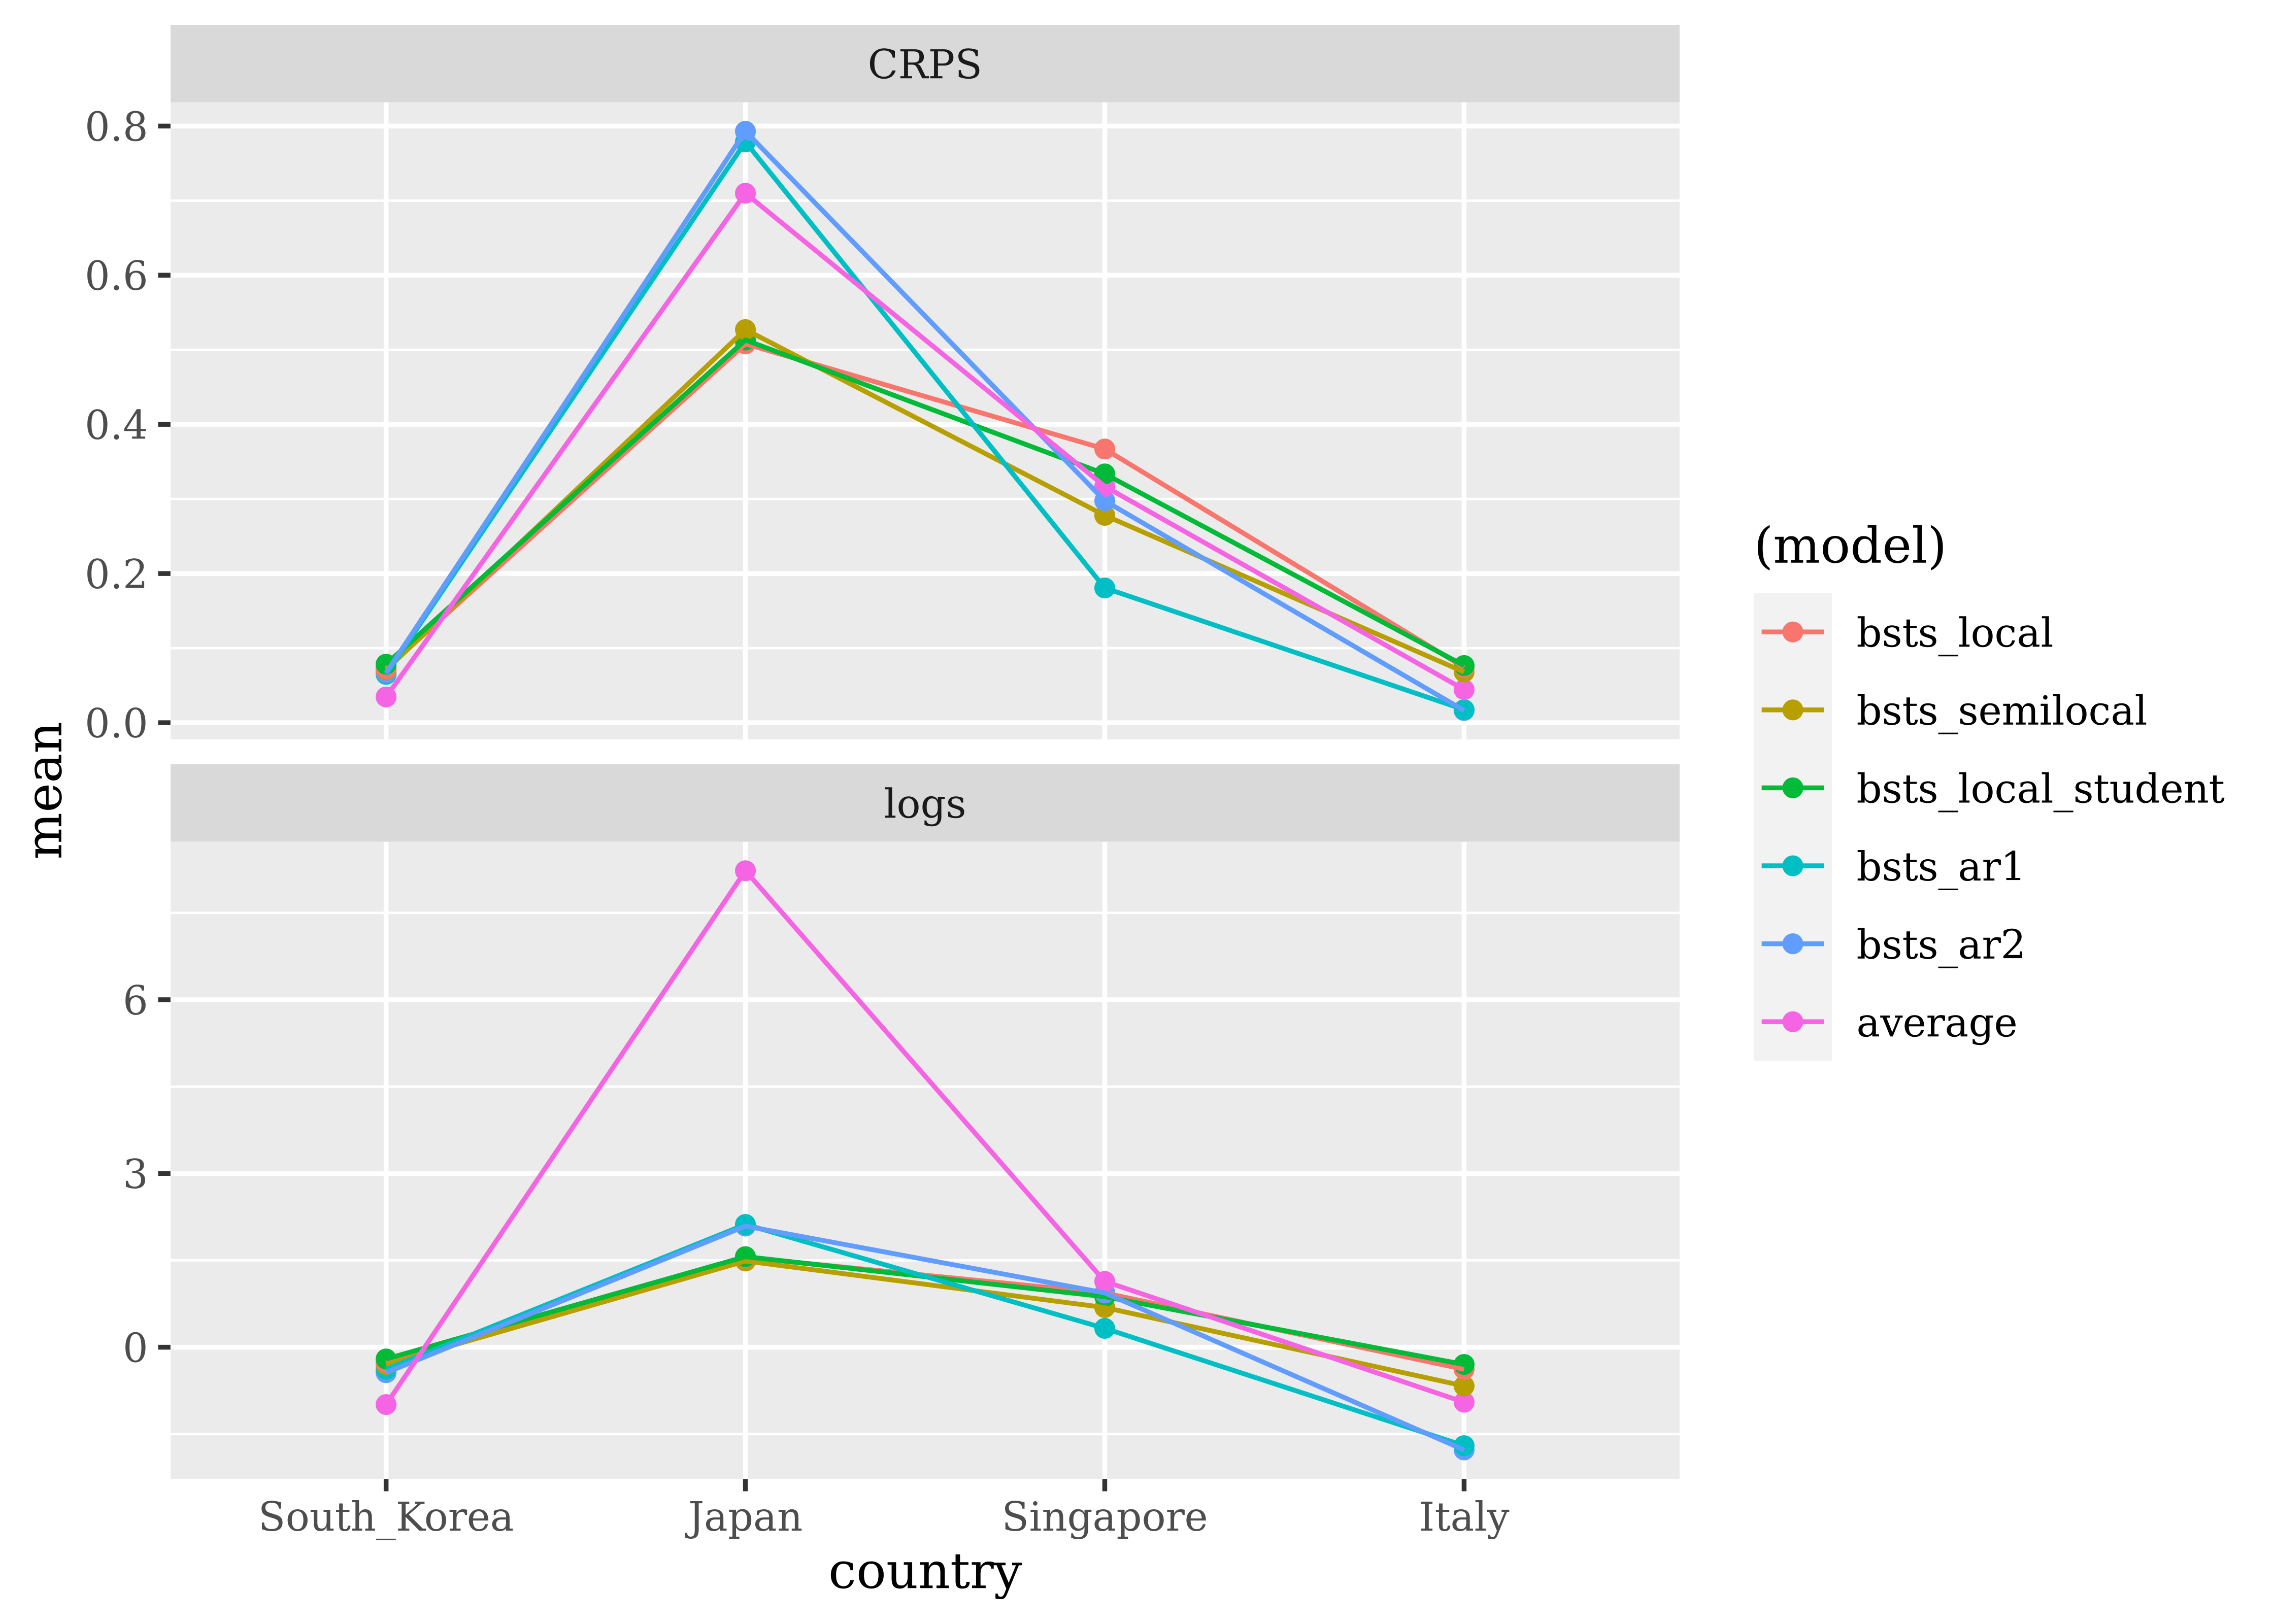 CRPS
0.8
0.6
0.4
0.2
0.0
logs
6
3
0
mean
South_Korea Japan Singapore Italy
country
(model)
bsts_local
bsts_semilocal
bsts_local_student
bsts_ar1
bsts_ar2
average